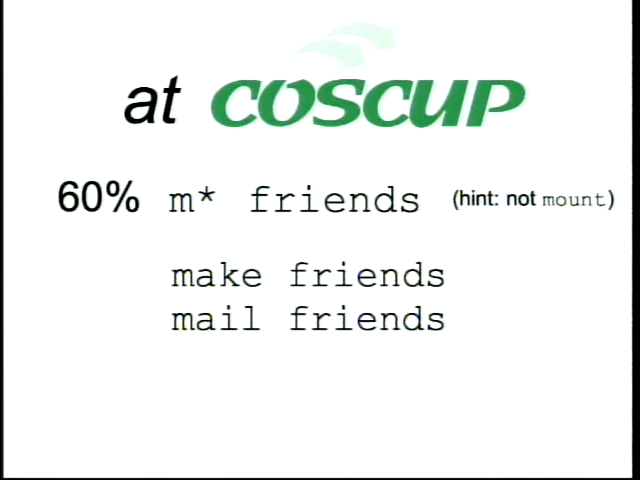 at COSCUP
60% m* friends (hint: not mount)
make friends
mail friends